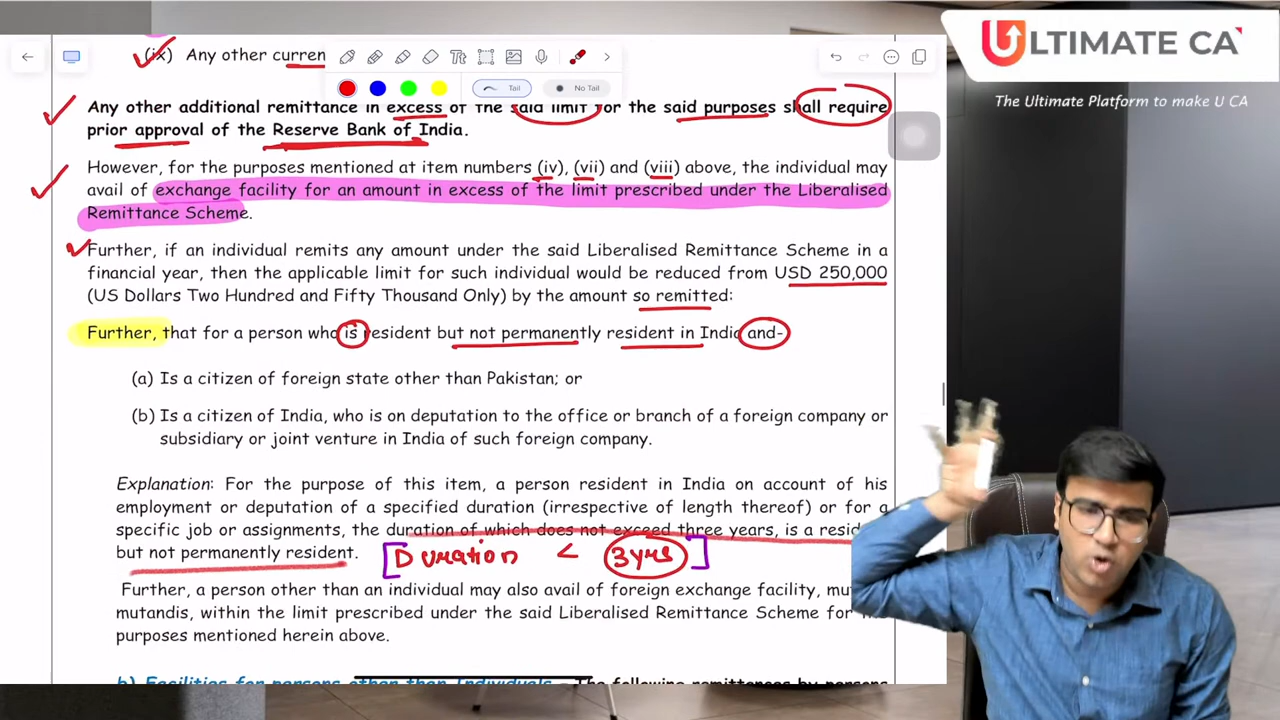 (ix) Any other curren
Tail
No Tail
ULTIMATE CA
The Ultimate Platform to make U CA
Any other additional remittance in excess of the said limit for the said purposes shall require
prior approval of the Reserve Bank of India.
However, for the purposes mentioned at item numbers (iv), (vii) and (viii) above, the individual may
avail of exchange facility for an amount in excess of the limit prescribed under the Liberalised
Remittance Scheme.
Further, if an individual remits any amount under the said Liberalised Remittance Scheme in a
financial year, then the applicable limit for such individual would be reduced from USD 250,000
(US Dollars Two Hundred and Fifty Thousand Only) by the amount so remitted:
Further, that for a person who is resident but not permanently resident in India and-
(a) Is a citizen of foreign state other than Pakistan; or
(b) Is a citizen of India, who is on deputation to the office or branch of a foreign company or
subsidiary or joint venture in India of such foreign company.
Explanation: For the purpose of this item, a person resident in India on account of his
employment or deputation of a specified duration (irrespective of length thereof) or for a
specific job or assignments, the duration of which does not exceed three years, is a resid
but not permanently resident. [Duration < 3yrs]
Further, a person other than an individual may also avail of foreign exchange facility, mut
mutandis, within the limit prescribed under the said Liberalised Remittance Scheme for
purposes mentioned herein above.
b) Facilities for persons other than Individuals - The following remittances by persons